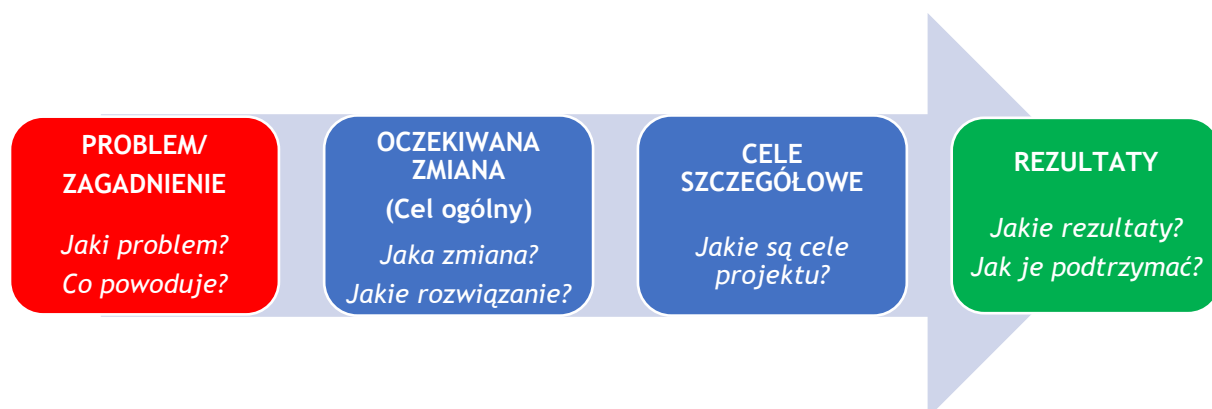 PROBLEM/
ZAGADNIENIE
Jaki problem?
Co powoduje?
OCZEKIWANA
ZMIANA
(Cel ogólny)
Jaka zmiana?
Jakie rozwiązanie?
CELE
SZCZEGÓŁOWE
Jakie są cele
projektu?
REZULTATY
Jakie rezultaty?
Jak je podtrzymać?